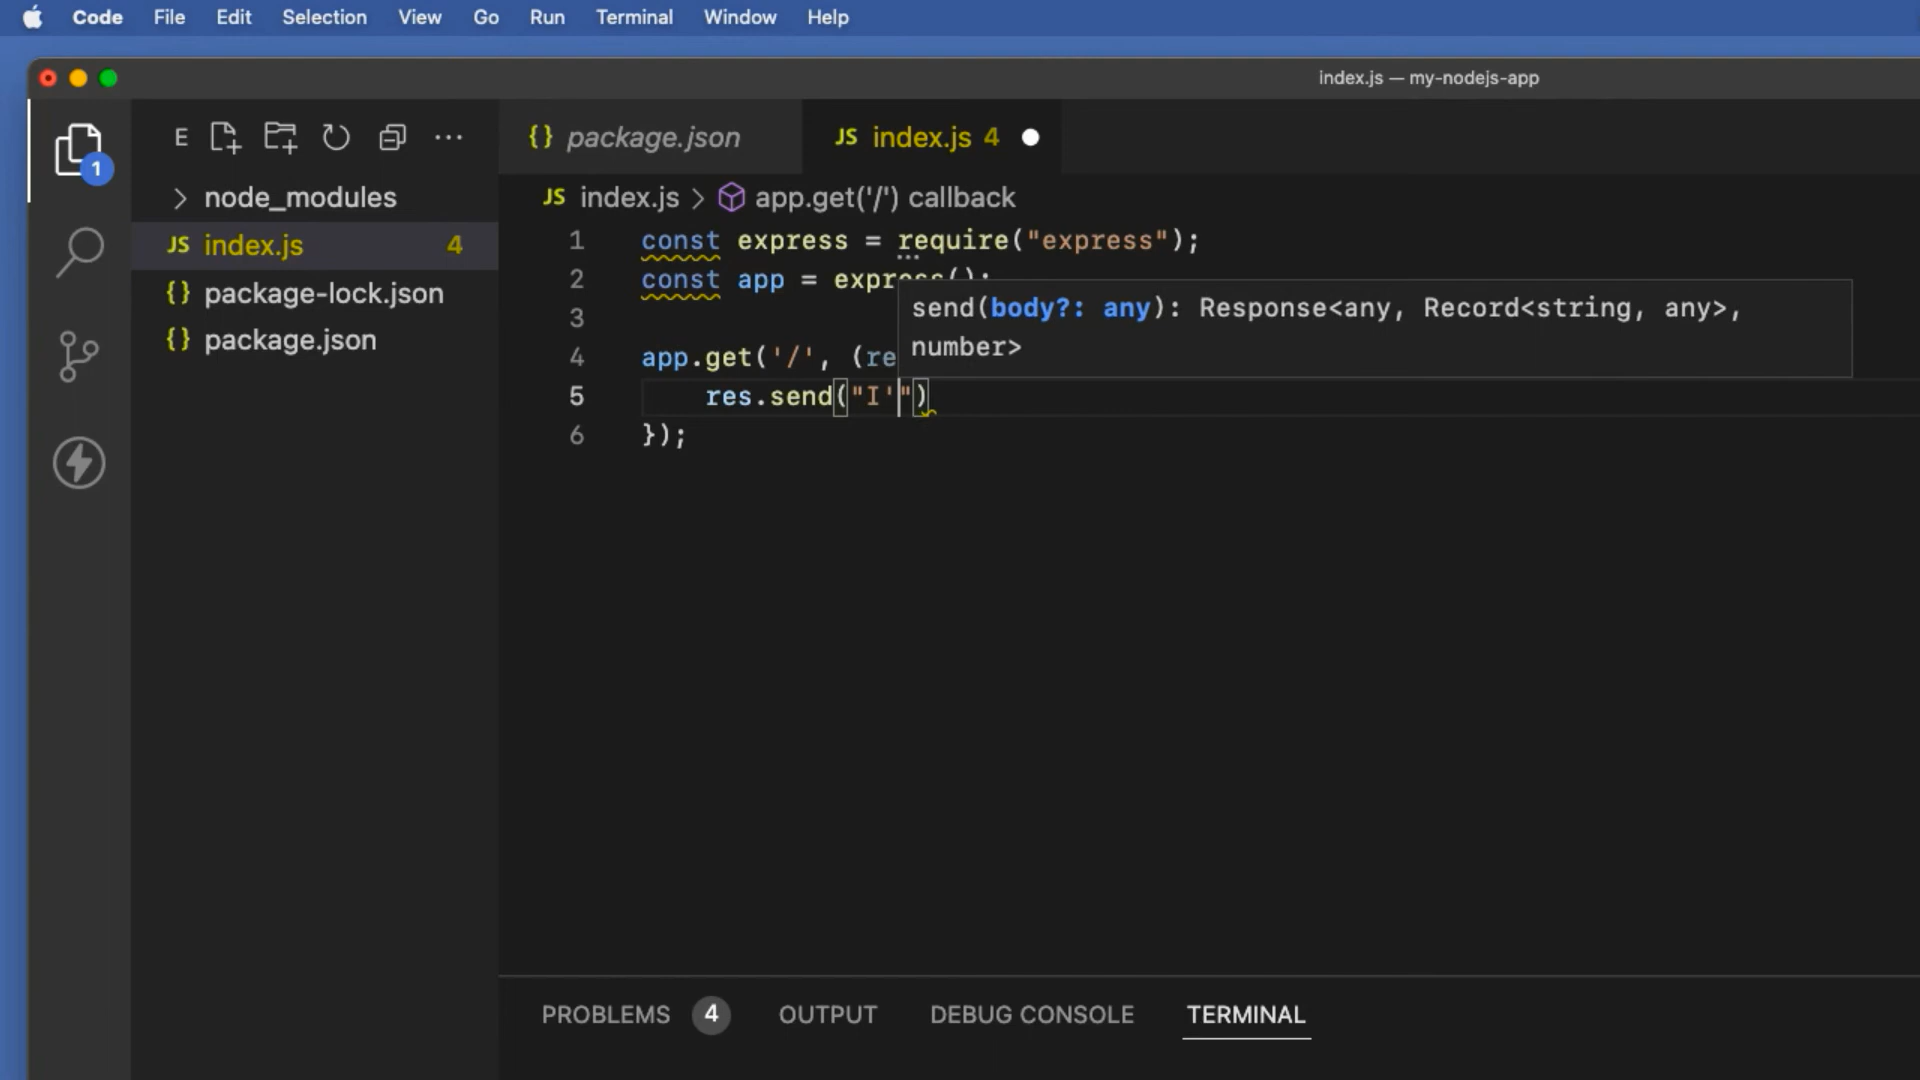 Code File Edit Selection View Go Run Terminal Window Help
index.js — my-nodejs-app
E ···
{} package.json
JS index.js 4
1
node_modules
JS index.js 4
{} package-lock.json
{} package.json
JS index.js > app.get('/') callback
1 const express = require("express");
2 const app = express();
3
4 app.get('/', (re
5 res.send("I'")
6 });
send(body?: any): Response<any, Record<string, any>,
number>
PROBLEMS 4 OUTPUT DEBUG CONSOLE TERMINAL